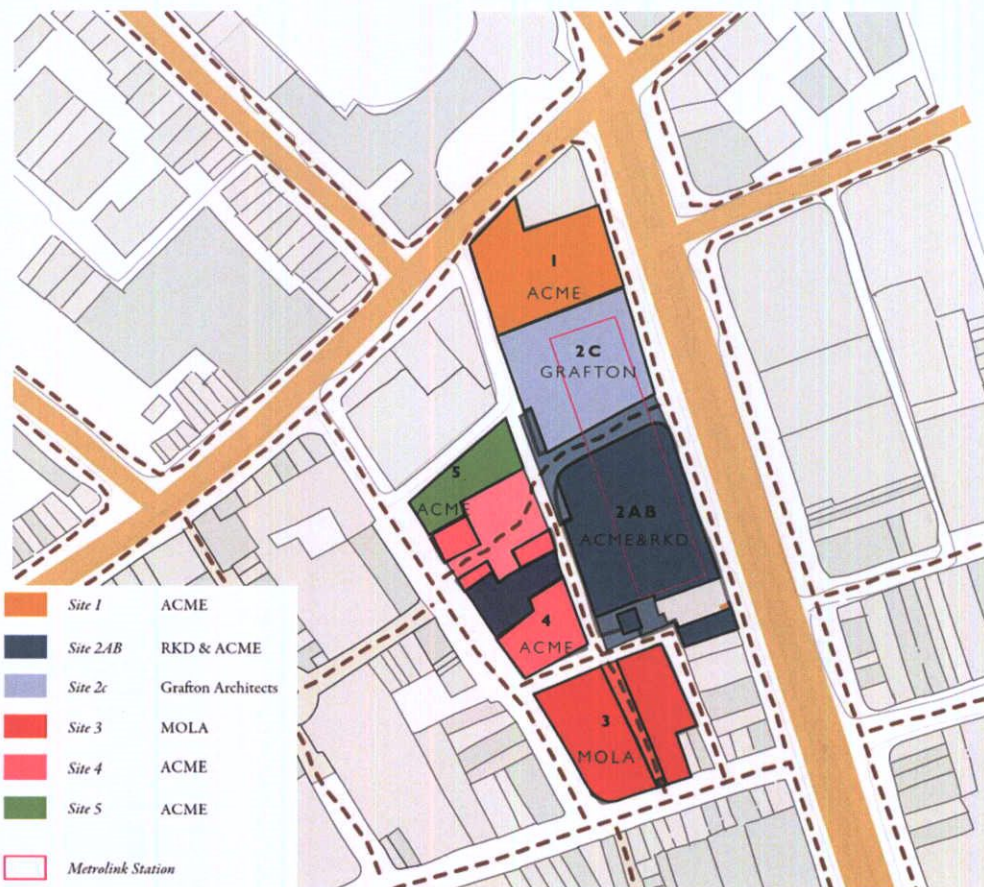 1
ACME
2C
GRAFTON
5
ACME
2AB
ACME&RKD
4
ACME
3
MOLA
Site 1 ACME
Site 2AB RKD & ACME
Site 2c Grafton Architects
Site 3 MOLA
Site 4 ACME
Site 5 ACME
Metrolink Station